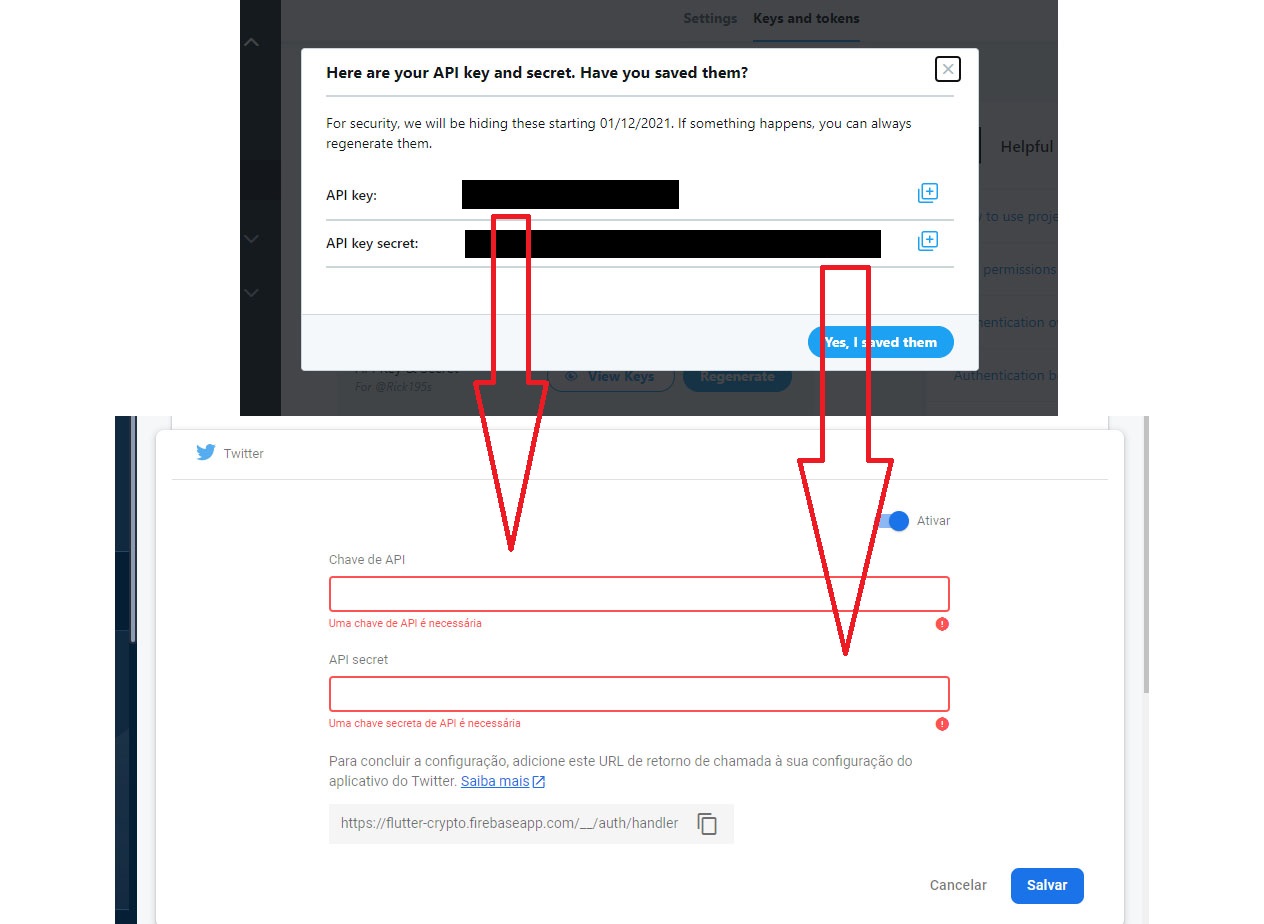 Settings Keys and tokens
Here are your API key and secret. Have you saved them?
For security, we will be hiding these starting 01/12/2021. If something happens, you can always
regenerate them.
Helpful
API key:
to use proje
API key secret:
permissions
hentication o
Yes, I saved them
Authentication b
View Keys
Regenerate
For @Rick195s
Twitter
Ativar
Chave de API
Uma chave de API é necessária
API secret
Uma chave secreta de API é necessária
Para concluir a configuração, adicione este URL de retorno de chamada à sua configuração do
aplicativo do Twitter. Saiba mais
https://flutter-crypto.firebaseapp.com/__/auth/handler
Cancelar Salvar